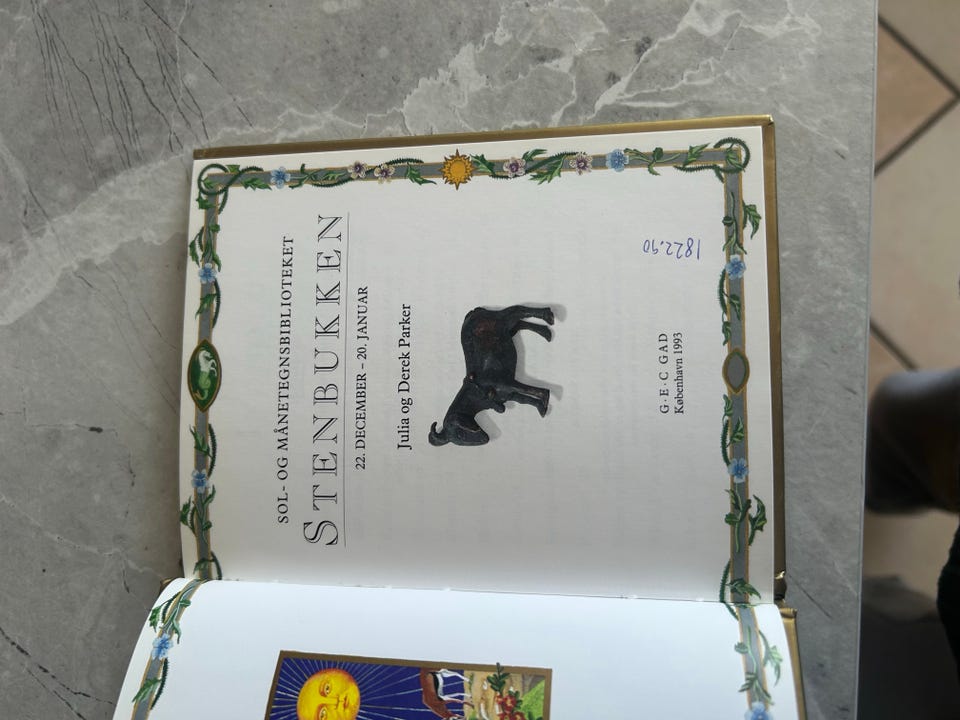 SOL- OG MÅNETEGNSBIBLIOTEKET
STENBUKKEN
22. DECEMBER – 20. JANUAR
Julia og Derek Parker
1822.90
G·E·C GAD
København 1993